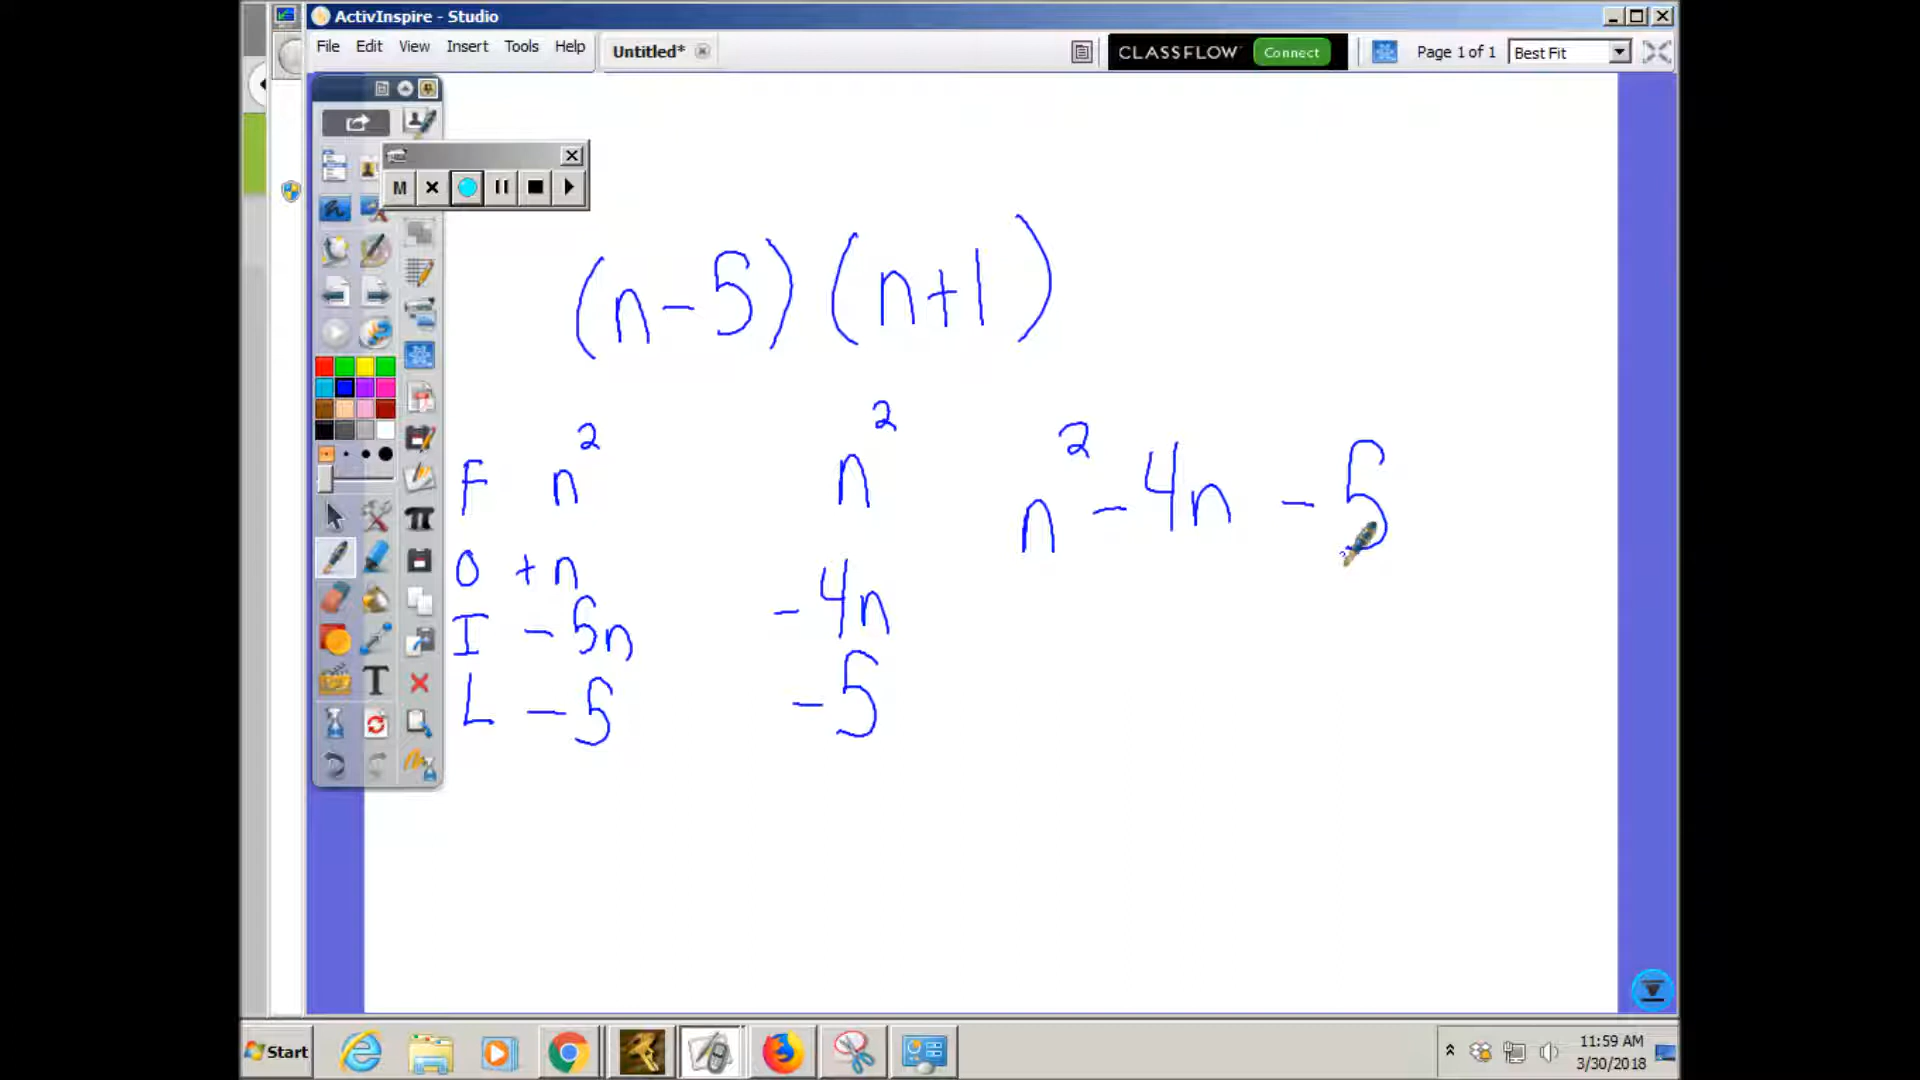 ActivInspire - Studio
File Edit View Insert Tools Help
Untitled*
CLASSFLOW Connect
Page 1 of 1
Best Fit
M
(n-5)(n+1)
F n²
O +n
I -5n
L -5
n²
-4n
-5
n² -4n -5
Start
11:59 AM
3/30/2018